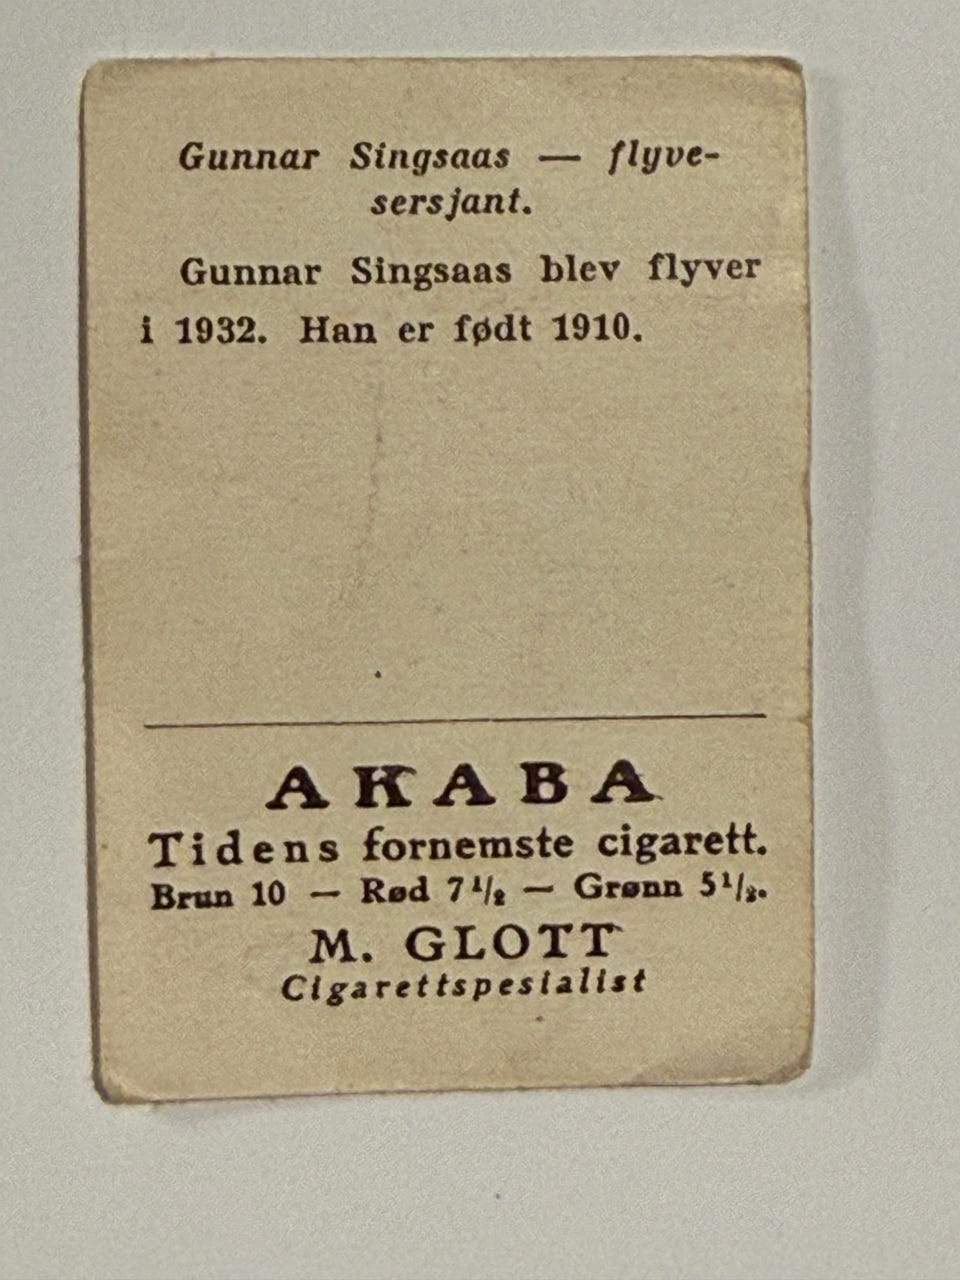 Gunnar Singsaas — flyve-
sersjant.
Gunnar Singsaas blev flyver
i 1932. Han er født 1910.
AKABA
Tidens fornemste cigarett.
Brun 10 — Rød 7½ — Grønn 5½.
M. GLOTT
Cigarettspesialist